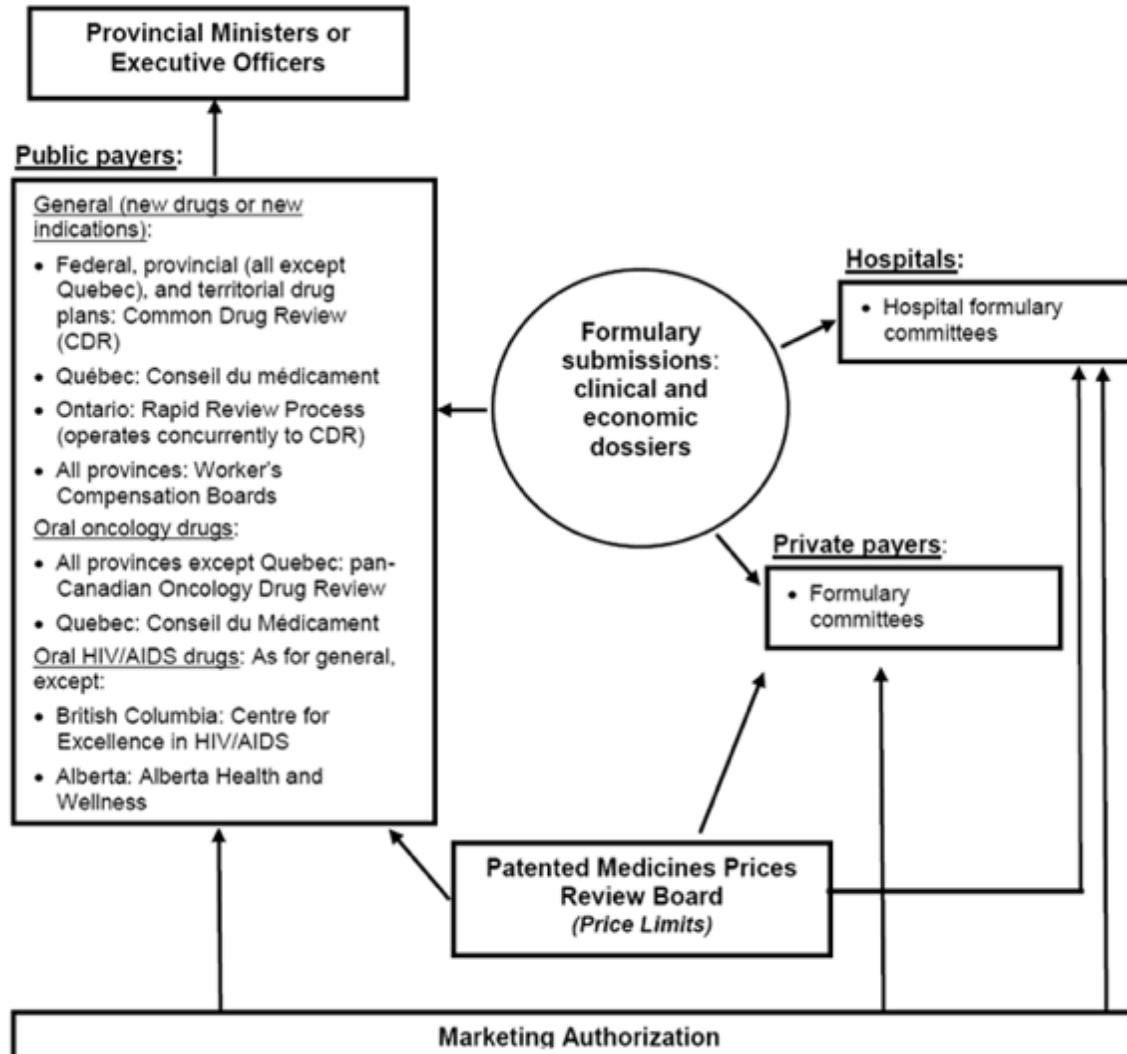 Provincial Ministers or
Executive Officers
Public payers:
General (new drugs or new
indications):
• Federal, provincial (all except
Quebec), and territorial drug
plans: Common Drug Review
(CDR)
• Québec: Conseil du médicament
• Ontario: Rapid Review Process
(operates concurrently to CDR)
• All provinces: Worker's
Compensation Boards
Oral oncology drugs:
• All provinces except Quebec: pan-
Canadian Oncology Drug Review
• Quebec: Conseil du Médicament
Oral HIV/AIDS drugs: As for general,
except:
• British Columbia: Centre for
Excellence in HIV/AIDS
• Alberta: Alberta Health and
Wellness
Formulary
submissions:
clinical and
economic
dossiers
Hospitals:
• Hospital formulary
committees
Private payers:
• Formulary
committees
Patented Medicines Prices
Review Board
(Price Limits)
Marketing Authorization